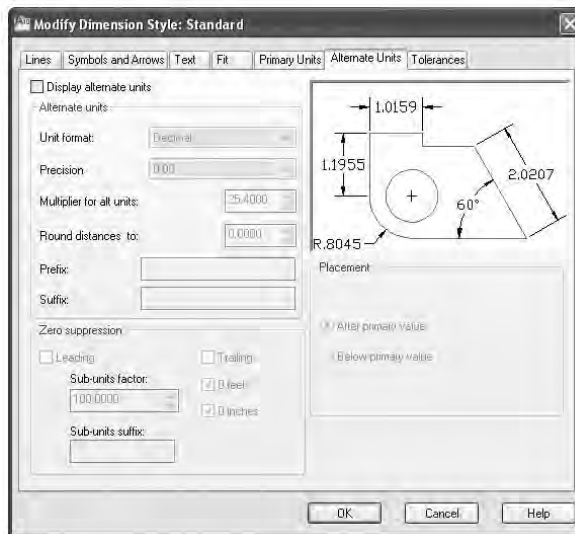 Modify Dimension Style: Standard
Lines
Symbols and Arrows
Text
Fit
Primary Units
Alternate Units
Tolerances
Display alternate units
Alternate units
Unit format:
Decimal
Precision
0.00
Multiplier for alt units:
25.4000
Round distances to:
0.0000
Prefix:
Suffix:
Zero suppression
Leading
Trailing
Sub-units factor:
100.0000
0 feet
0 inches
Sub-units suffix:
1.0159
1.1955
2.0207
60°
R.8045
Placement
After primary value
Below primary value
OK
Cancel
Help